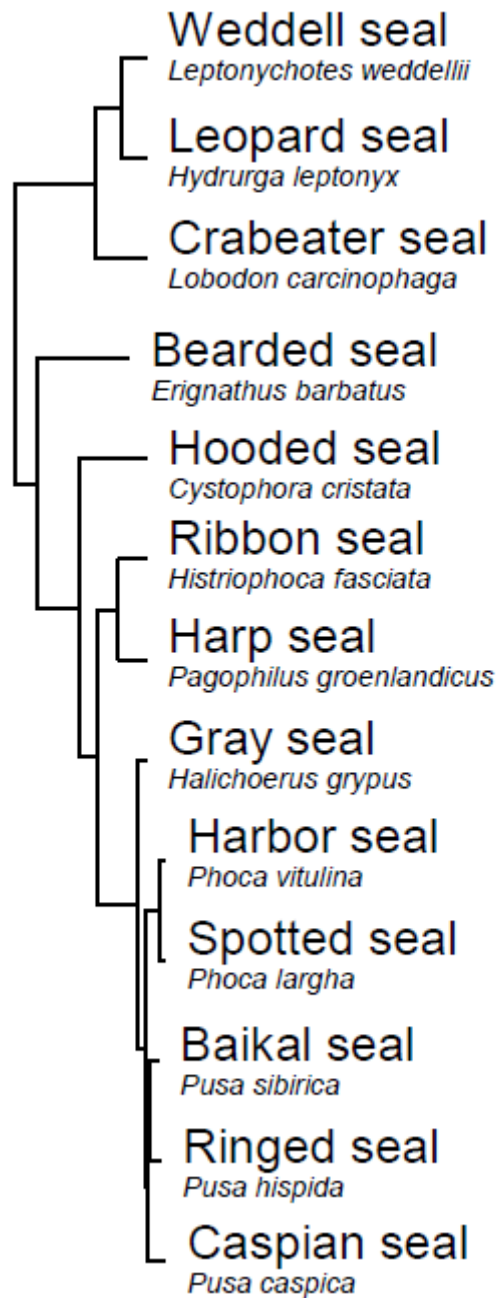 Weddell seal
Leptonychotes weddellii
Leopard seal
Hydrurga leptonyx
Crabeater seal
Lobodon carcinophaga
Bearded seal
Erignathus barbatus
Hooded seal
Cystophora cristata
Ribbon seal
Histriophoca fasciata
Harp seal
Pagophilus groenlandicus
Gray seal
Halichoerus grypus
Harbor seal
Phoca vitulina
Spotted seal
Phoca largha
Baikal seal
Pusa sibirica
Ringed seal
Pusa hispida
Caspian seal
Pusa caspica